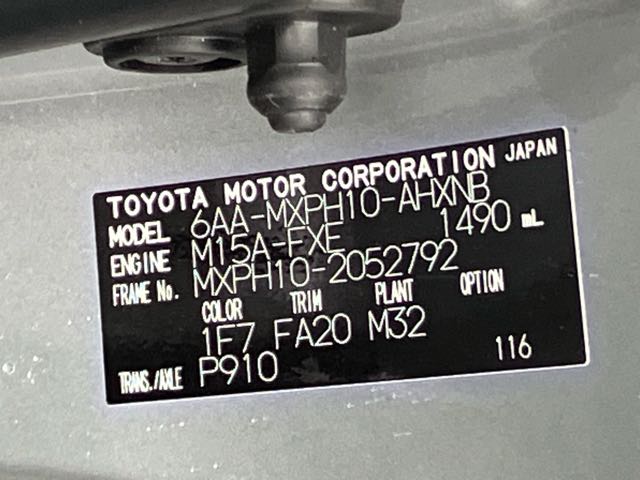 TOYOTA MOTOR CORPORATION JAPAN
MODEL 6AA-MXPH10-AHXNB
ENGINE M15A-FXE 1490 mL
FRAME No. MXPH10-2052792
COLOR TRIM PLANT OPTION
1F7 FA20 M32
TRANS./AXLE P910 116